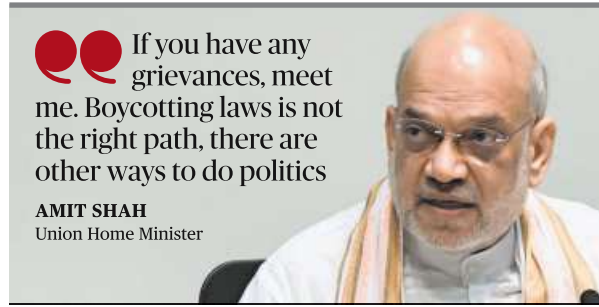 If you have any
grievances, meet
me. Boycotting laws is not
the right path, there are
other ways to do politics
AMIT SHAH
Union Home Minister